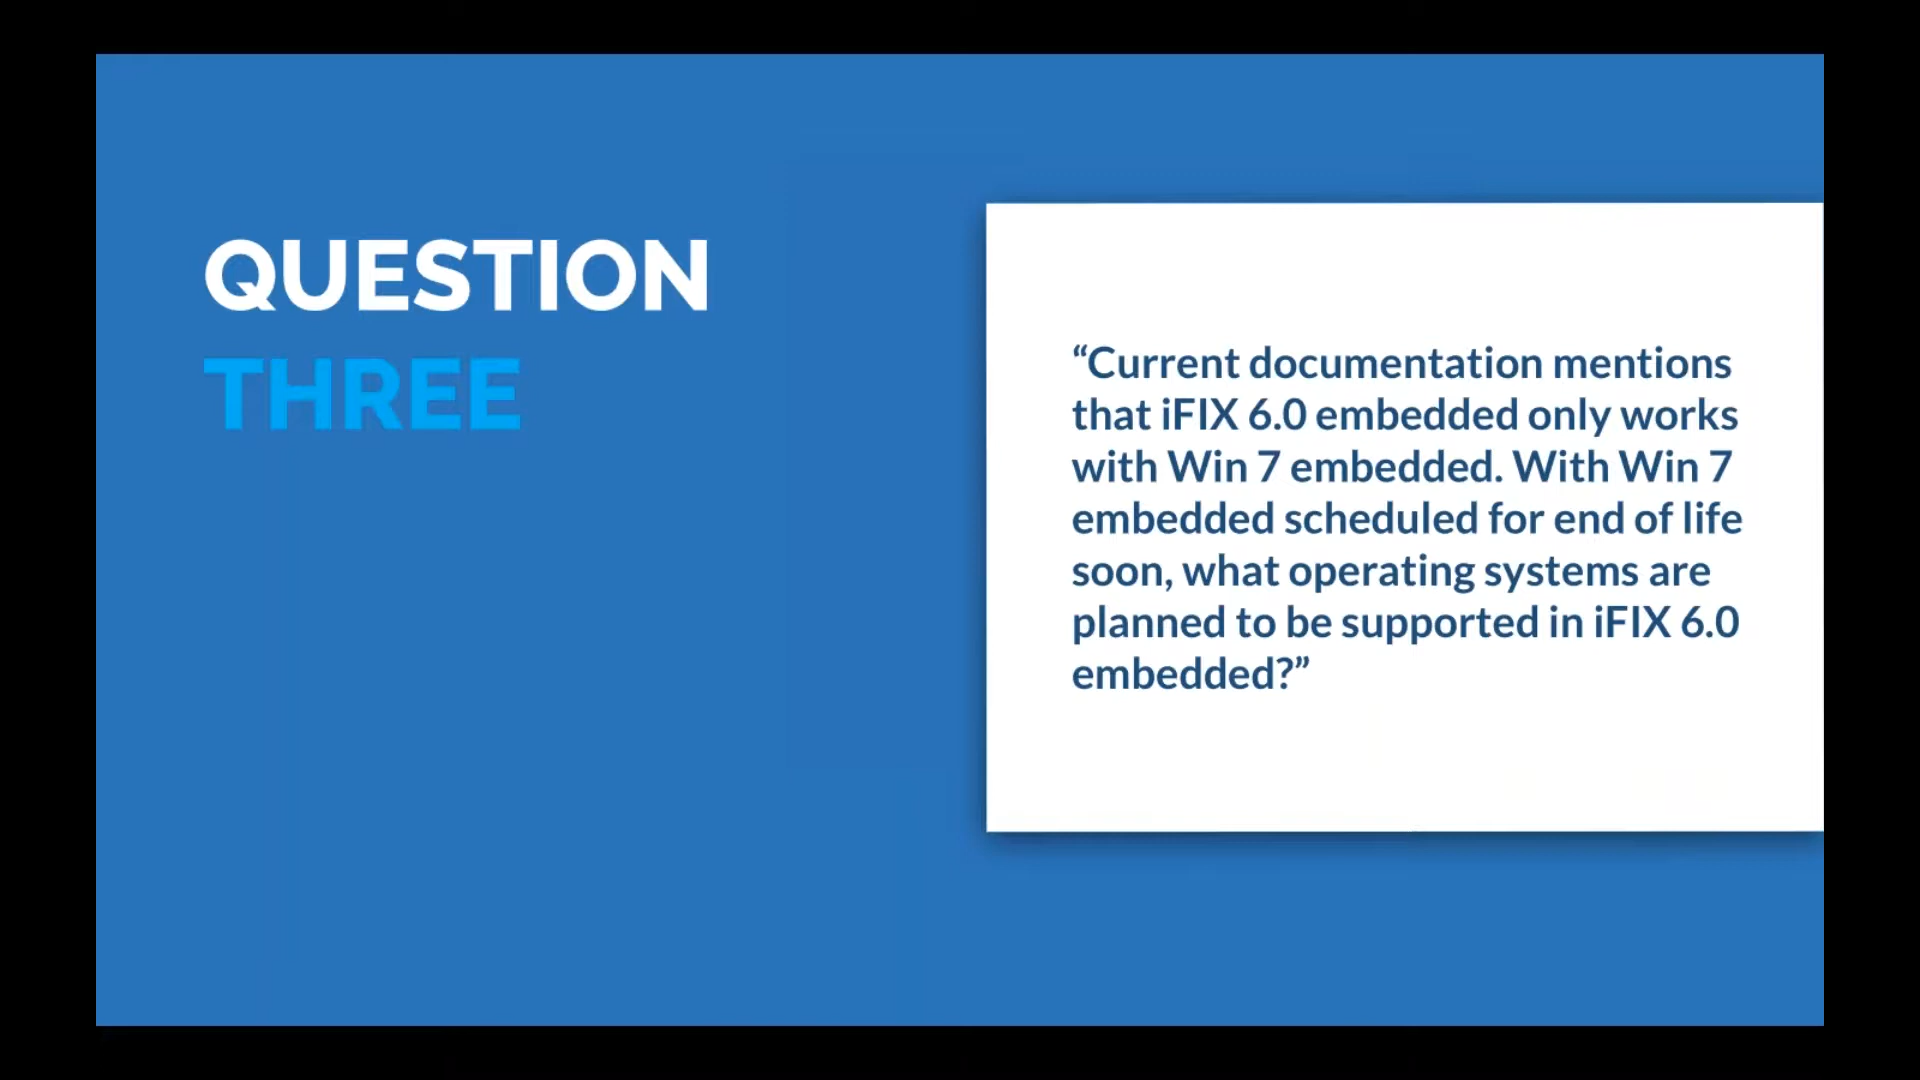 QUESTION
THREE
“Current documentation mentions
that iFIX 6.0 embedded only works
with Win 7 embedded. With Win 7
embedded scheduled for end of life
soon, what operating systems are
planned to be supported in iFIX 6.0
embedded?”